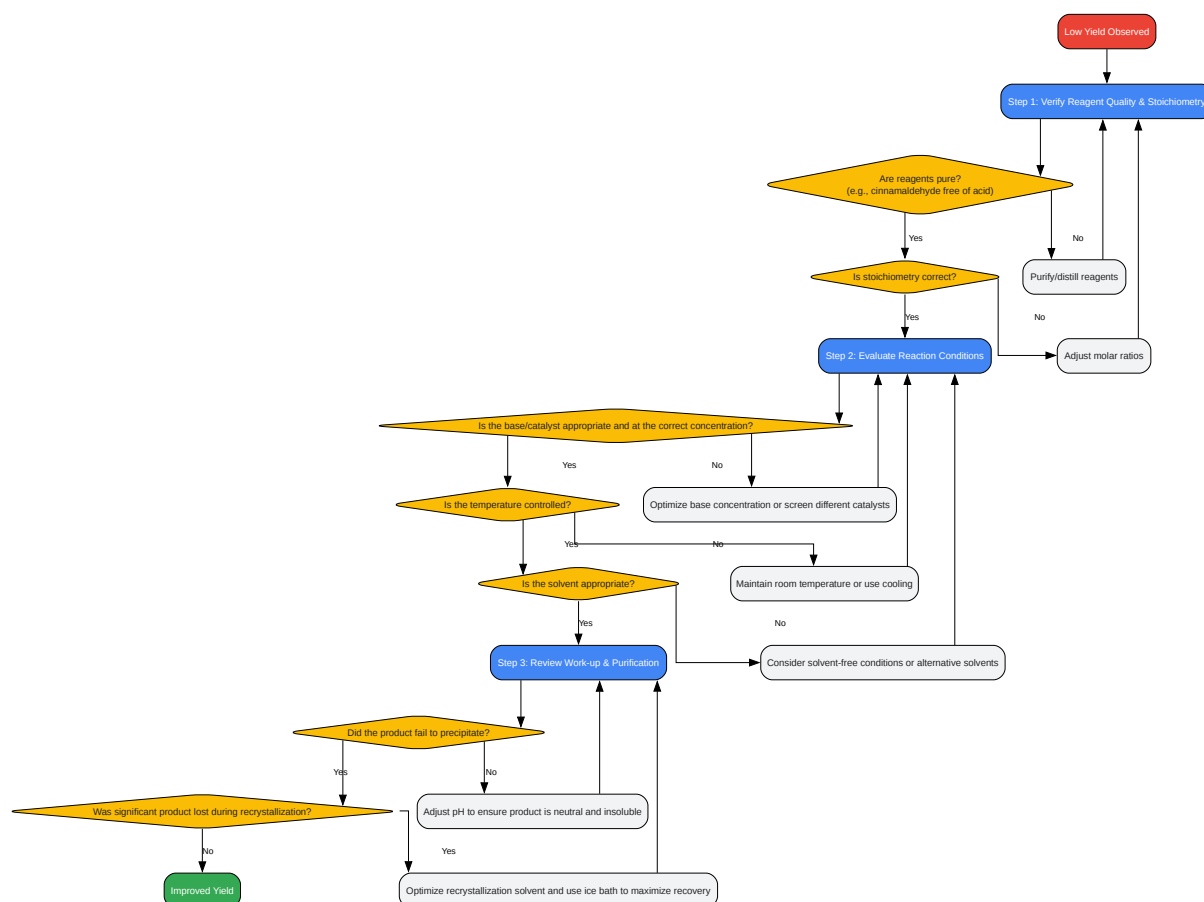 Low Yield Observed
Step 1: Verify Reagent Quality & Stoichiometry
Are reagents pure?
(e.g., cinnamaldehyde free of acid)
Yes
No
Is stoichiometry correct?
Purify/distill reagents
Yes
No
Step 2: Evaluate Reaction Conditions
Adjust molar ratios
Is the base/catalyst appropriate and at the correct concentration?
Yes
No
Is the temperature controlled?
Optimize base concentration or screen different catalysts
Yes
No
Is the solvent appropriate?
Maintain room temperature or use cooling
Yes
No
Step 3: Review Work-up & Purification
Consider solvent-free conditions or alternative solvents
Did the product fail to precipitate?
Yes
No
Was significant product lost during recrystallization?
Adjust pH to ensure product is neutral and insoluble
No
Yes
Improved Yield
Optimize recrystallization solvent and use ice bath to maximize recovery